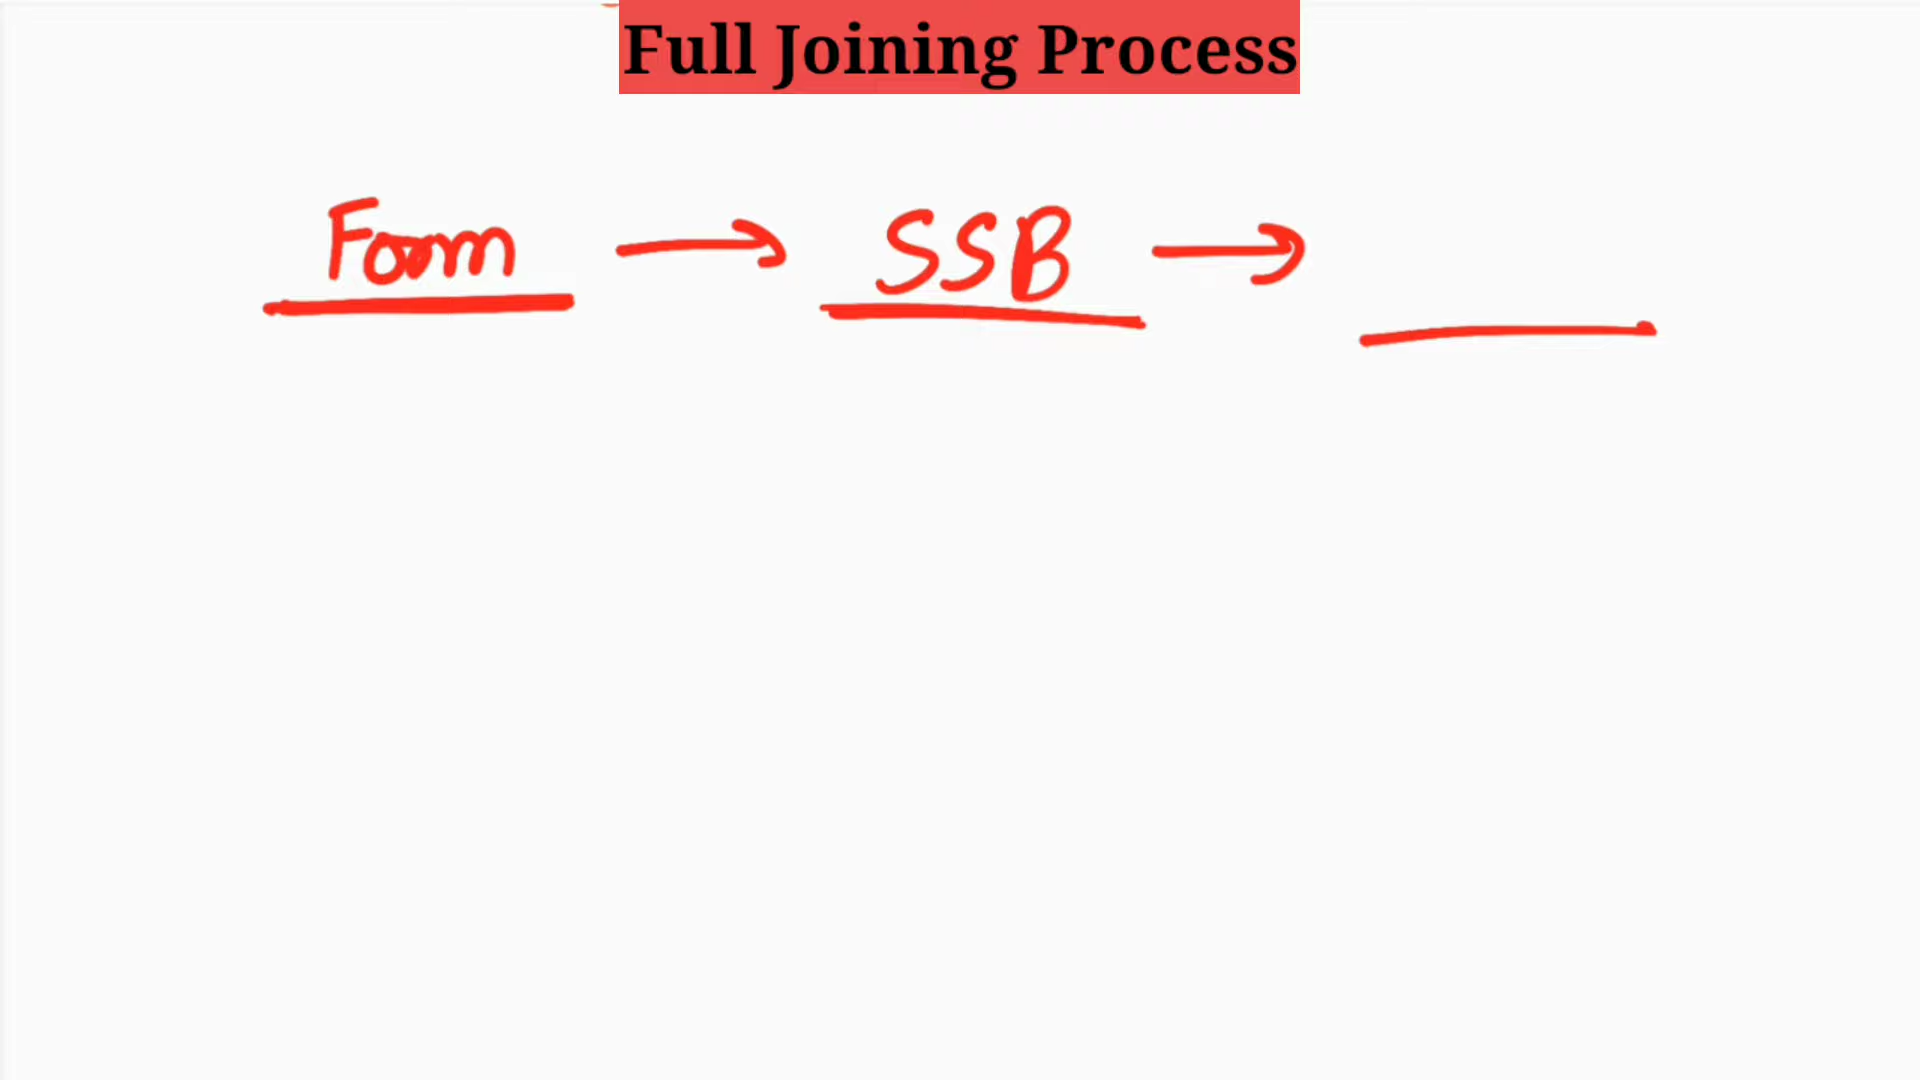 Full Joining Process
Form → SSB →